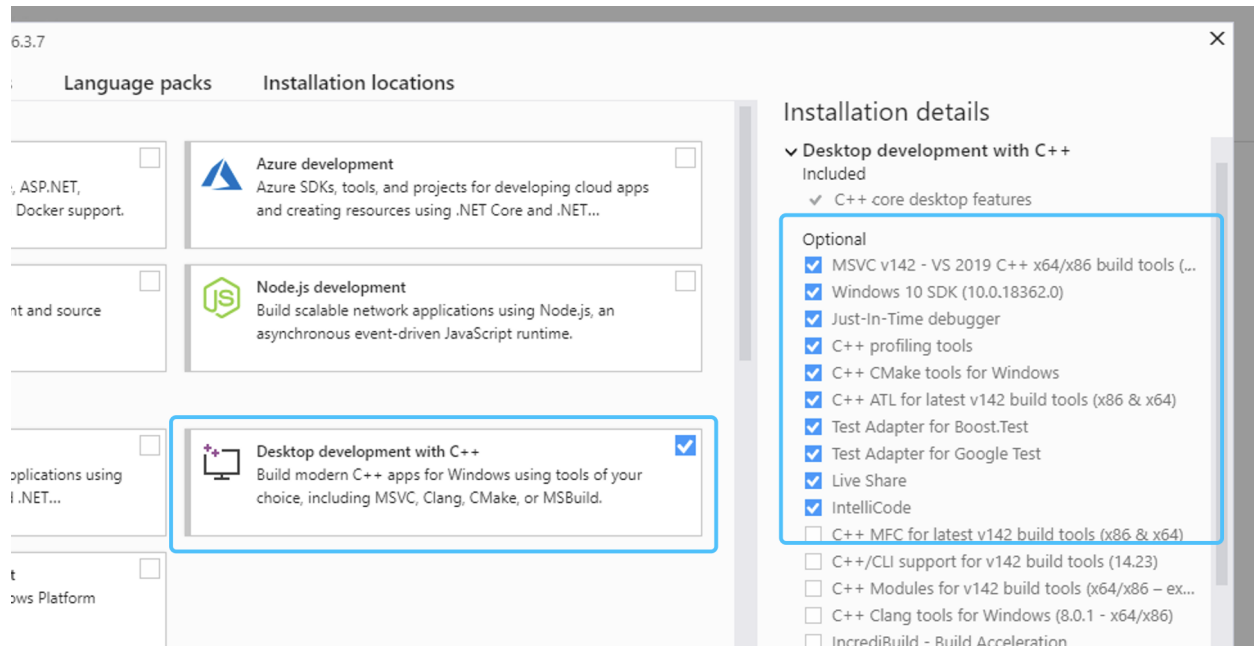 6.3.7
Language packs
Installation locations
, ASP.NET,
Docker support.
Azure development
Azure SDKs, tools, and projects for developing cloud apps
and creating resources using .NET Core and .NET...
nt and source
JS
Node.js development
Build scalable network applications using Node.js, an
asynchronous event-driven JavaScript runtime.
pplications using
.NET...
Desktop development with C++
Build modern C++ apps for Windows using tools of your
choice, including MSVC, Clang, CMake, or MSBuild.
t
ows Platform
Installation details
Desktop development with C++
Included
C++ core desktop features
Optional
MSVC v142 - VS 2019 C++ x64/x86 build tools (...
Windows 10 SDK (10.0.18362.0)
Just-In-Time debugger
C++ profiling tools
C++ CMake tools for Windows
C++ ATL for latest v142 build tools (x86 & x64)
Test Adapter for Boost.Test
Test Adapter for Google Test
Live Share
IntelliCode
C++ MFC for latest v142 build tools (x86 & x64)
C++/CLI support for v142 build tools (14.23)
C++ Modules for v142 build tools (x64/x86 – ex...
C++ Clang tools for Windows (8.0.1 - x64/x86)
IncrediBuild - Build Acceleration